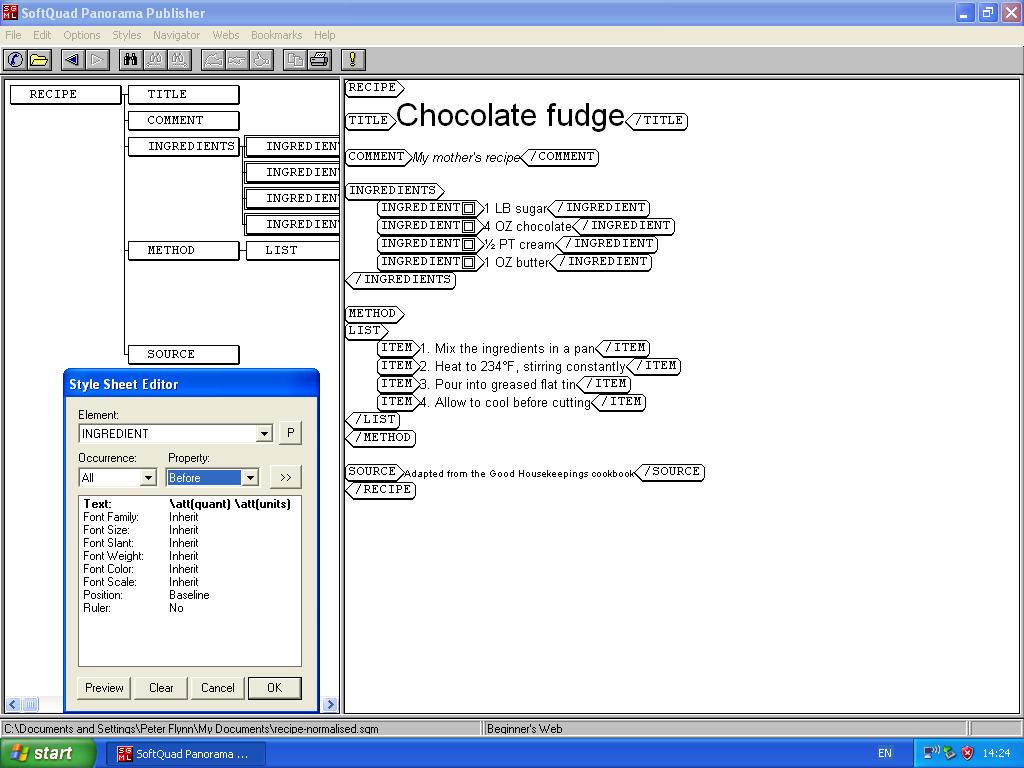 SG
ML
SoftQuad Panorama Publisher
File Edit Options Styles Navigator Webs Bookmarks Help
RECIPE
TITLE
COMMENT
INGREDIENTS
INGREDIEN
INGREDIEN
INGREDIEN
INGREDIEN
METHOD
LIST
SOURCE
RECIPE
TITLE Chocolate fudge /TITLE
COMMENT My mother's recipe /COMMENT
INGREDIENTS
INGREDIENT 1 LB sugar /INGREDIENT
INGREDIENT 4 OZ chocolate /INGREDIENT
INGREDIENT ½ PT cream /INGREDIENT
INGREDIENT 1 OZ butter /INGREDIENT
/INGREDIENTS
METHOD
LIST
ITEM 1. Mix the ingredients in a pan /ITEM
ITEM 2. Heat to 234°F, stirring constantly /ITEM
ITEM 3. Pour into greased flat tin /ITEM
ITEM 4. Allow to cool before cutting /ITEM
/LIST
/METHOD
SOURCE Adapted from the Good Housekeepings cookbook /SOURCE
/RECIPE
Style Sheet Editor
Element:
INGREDIENT P
Occurrence: Property:
All Before >>
Text: \att(quant) \att(units)
Font Family: Inherit
Font Size: Inherit
Font Slant: Inherit
Font Weight: Inherit
Font Color: Inherit
Font Scale: Inherit
Position: Baseline
Ruler: No
Preview Clear Cancel OK
C:\Documents and Settings\Peter Flynn\My Documents\recipe-normalised.sgm Beginner's Web
start SG ML SoftQuad Panorama ... EN 14:24